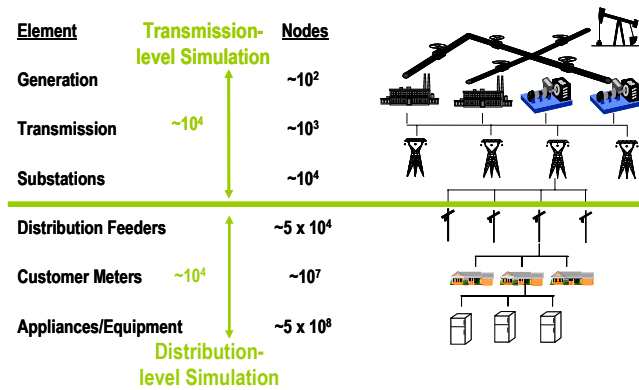 Element Transmission-level Simulation Nodes
Generation ~10²
Transmission ~10⁴ ~10³
Substations ~10⁴
Distribution Feeders ~5 x 10⁴
Customer Meters ~10⁴ ~10⁷
Appliances/Equipment ~5 x 10⁸
Distribution-
level Simulation